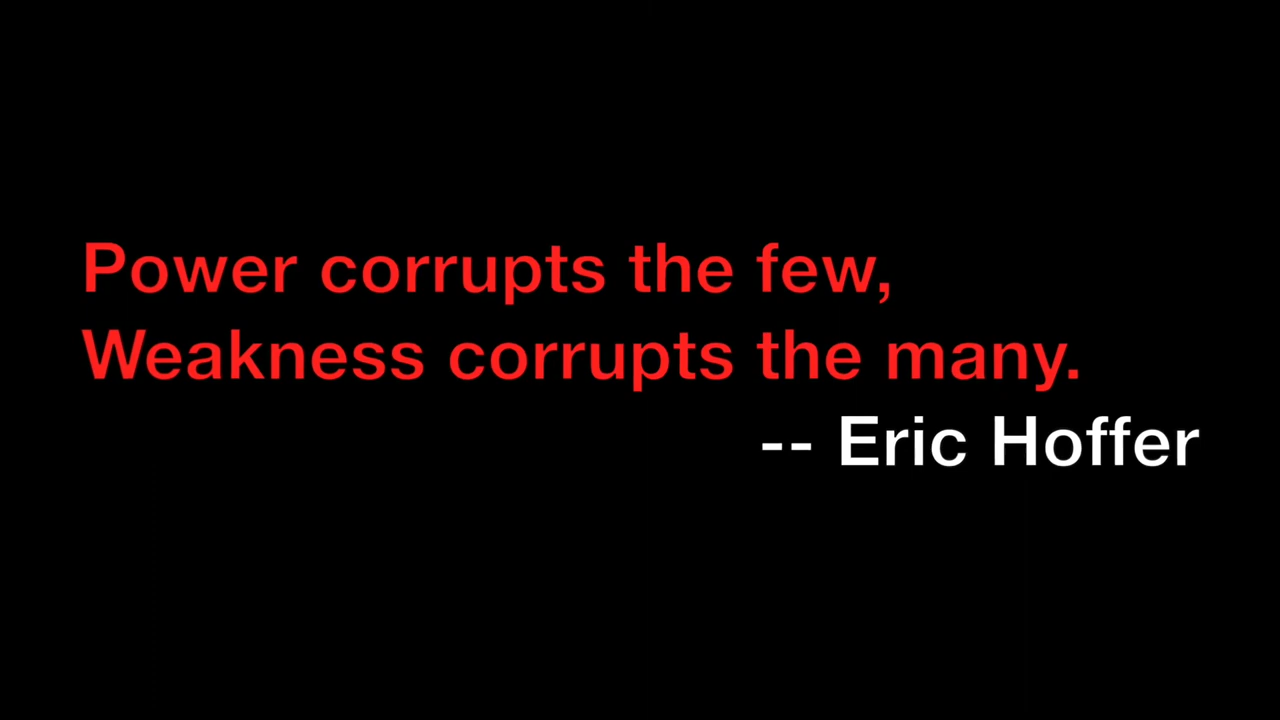 Power corrupts the few,
Weakness corrupts the many.
-- Eric Hoffer